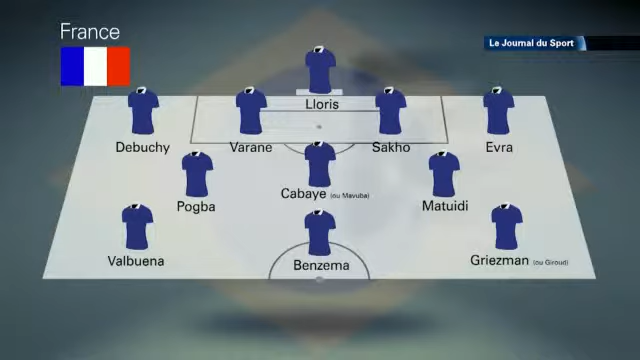 France
Le Journal du Sport
Lloris
Debuchy Varane Sakho Evra
Cabaye (ou Mavuba)
Pogba Matuidi
Valbuena Benzema Griezman (ou Giroud)